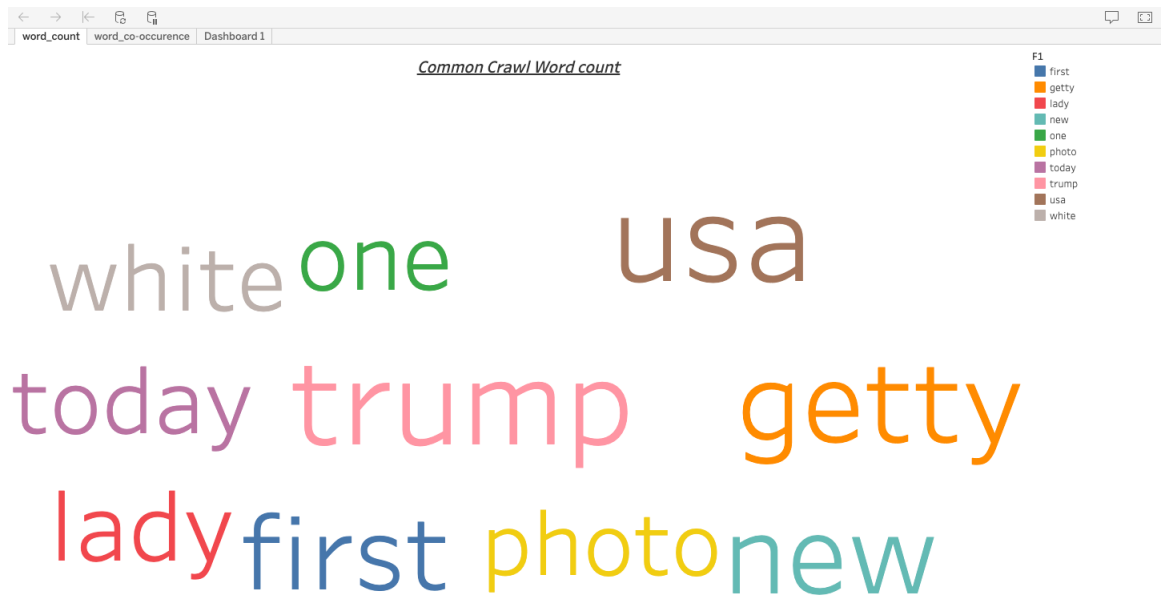 word_count word_co-occurence Dashboard 1
Common Crawl Word count
F1
first
getty
lady
new
one
photo
today
trump
usa
white
white one usa
today trump getty
lady first photo new